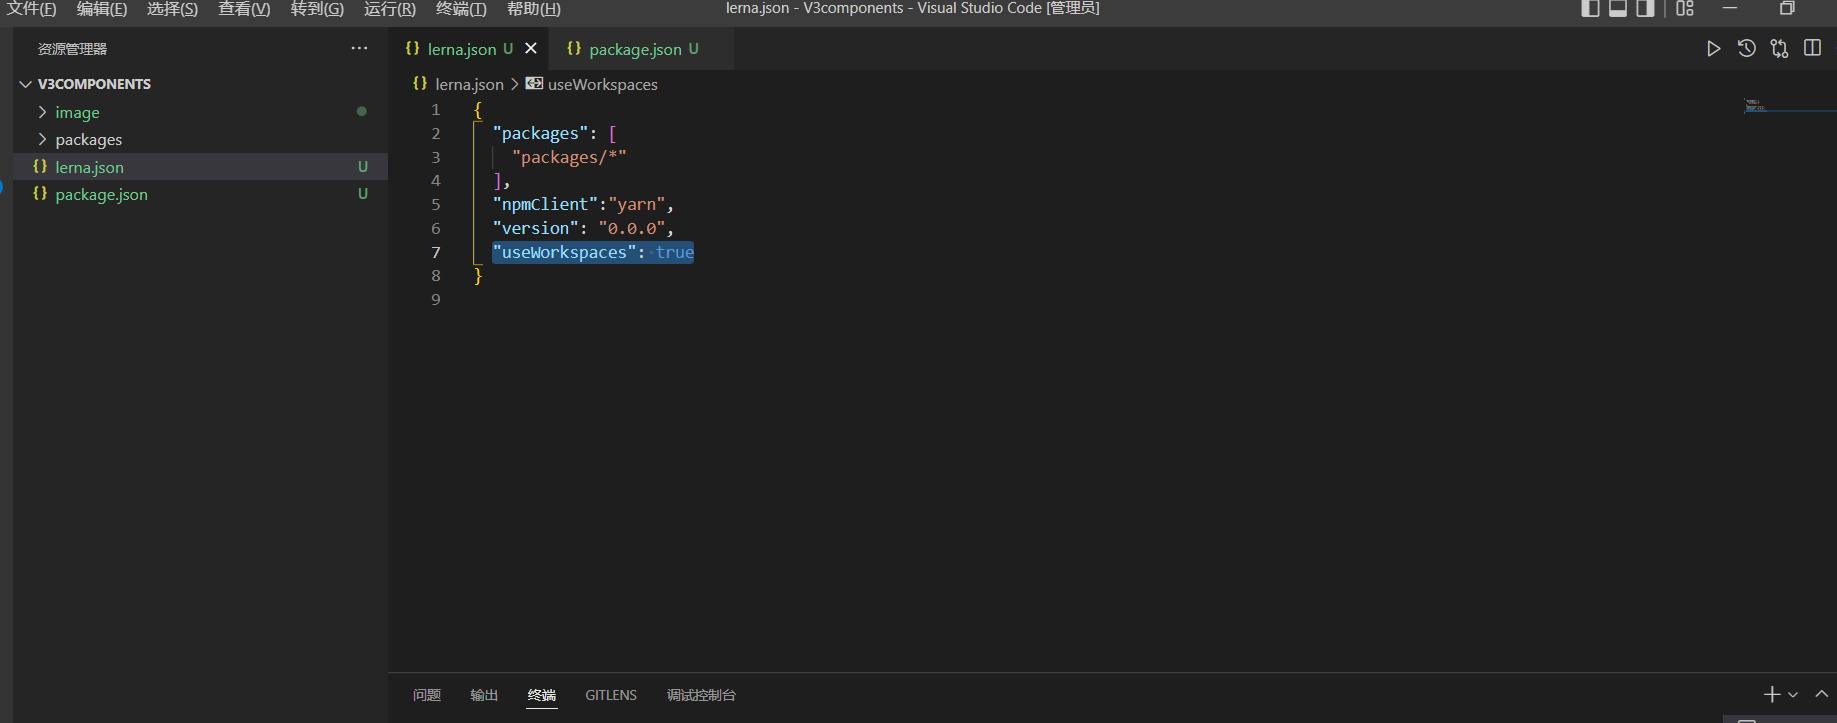 文件(F) 编辑(E) 选择(S) 查看(V) 转到(G) 运行(R) 终端(T) 帮助(H) lerna.json - V3components - Visual Studio Code [管理员]
资源管理器 ···
V3COMPONENTS
image
packages
lerna.json U
package.json U
{} lerna.json U {} package.json U
{} lerna.json > useWorkspaces
1 {
2 "packages": [
3 "packages/*"
4 ],
5 "npmClient":"yarn",
6 "version": "0.0.0",
7 "useWorkspaces": true
8 }
9
问题 输出 终端 GITLENS 调试控制台